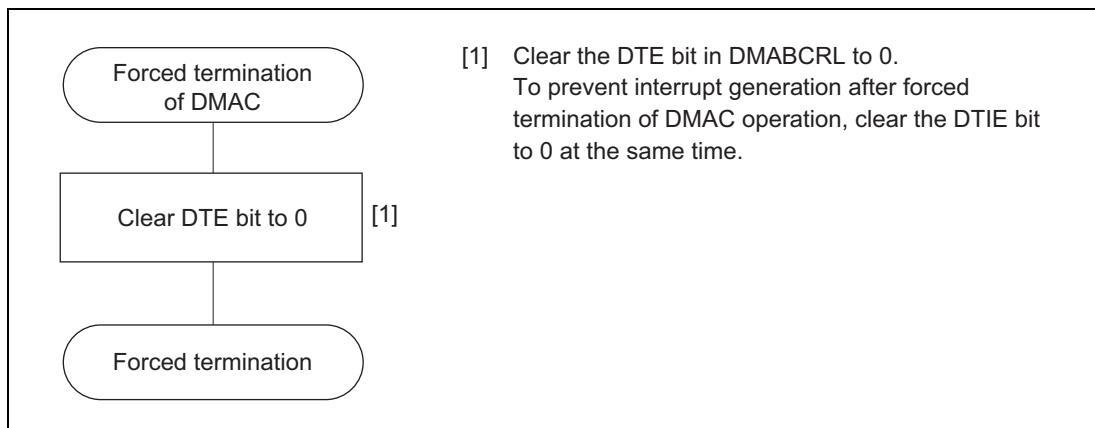 Forced termination
of DMAC
Clear DTE bit to 0
[1]
Forced termination
[1] Clear the DTE bit in DMABCRL to 0.
To prevent interrupt generation after forced
termination of DMAC operation, clear the DTIE bit
to 0 at the same time.